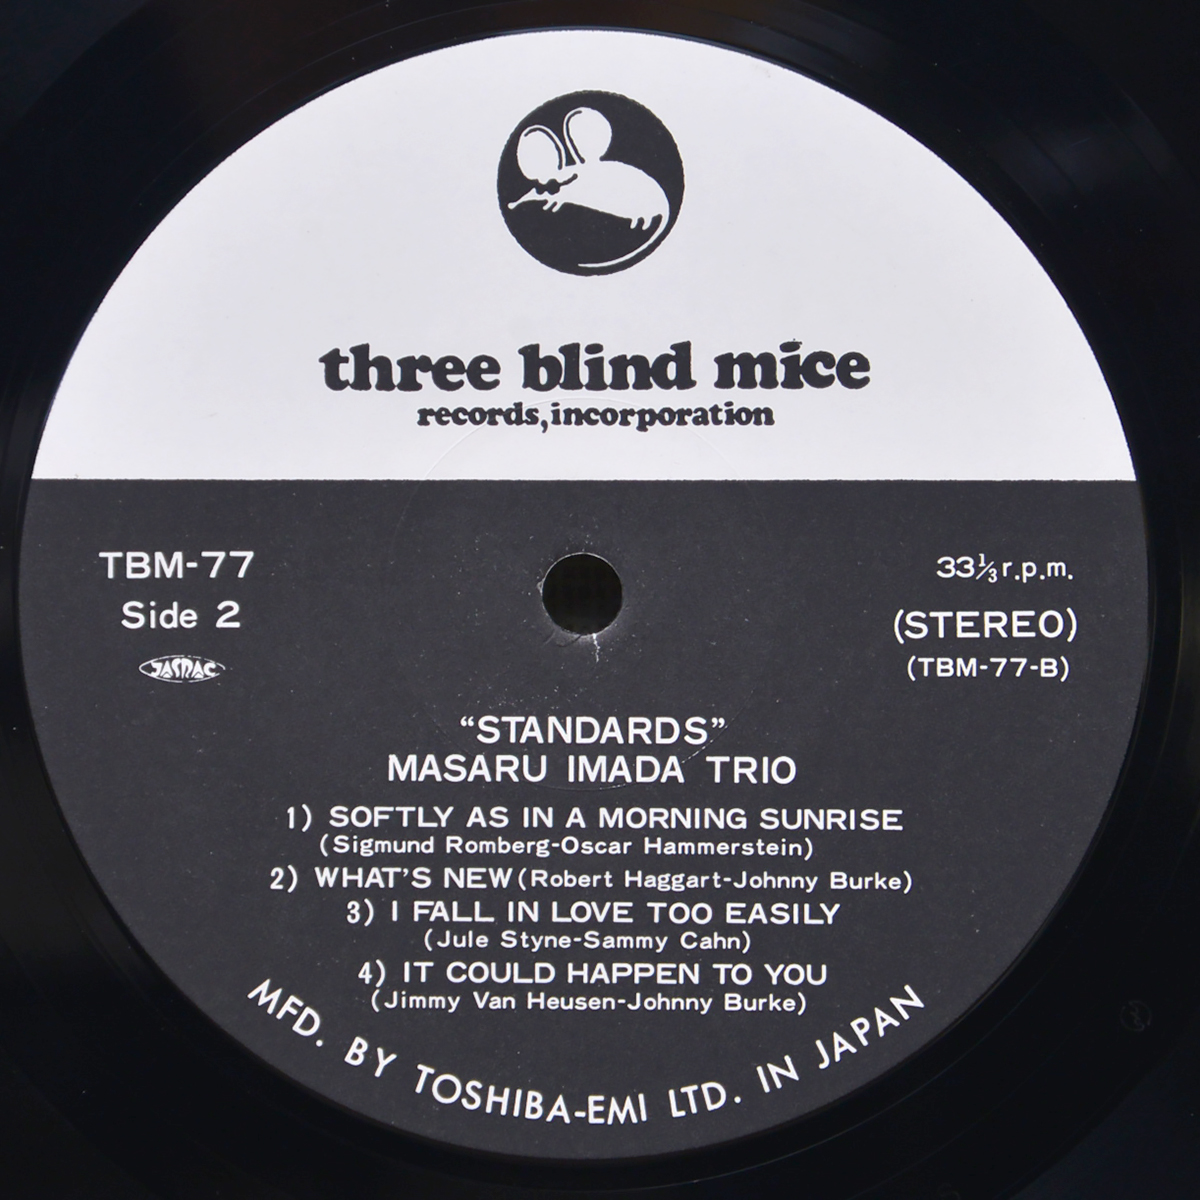 three blind mice
records, incorporation
TBM-77
Side 2
JASRAC
33⅓ r.p.m.
(STEREO)
(TBM-77-B)
“STANDARDS”
MASARU IMADA TRIO
1) SOFTLY AS IN A MORNING SUNRISE
(Sigmund Romberg-Oscar Hammerstein)
2) WHAT'S NEW (Robert Haggart-Johnny Burke)
3) I FALL IN LOVE TOO EASILY
(Jule Styne-Sammy Cahn)
4) IT COULD HAPPEN TO YOU
(Jimmy Van Heusen-Johnny Burke)
MFD. BY TOSHIBA-EMI LTD. IN JAPAN